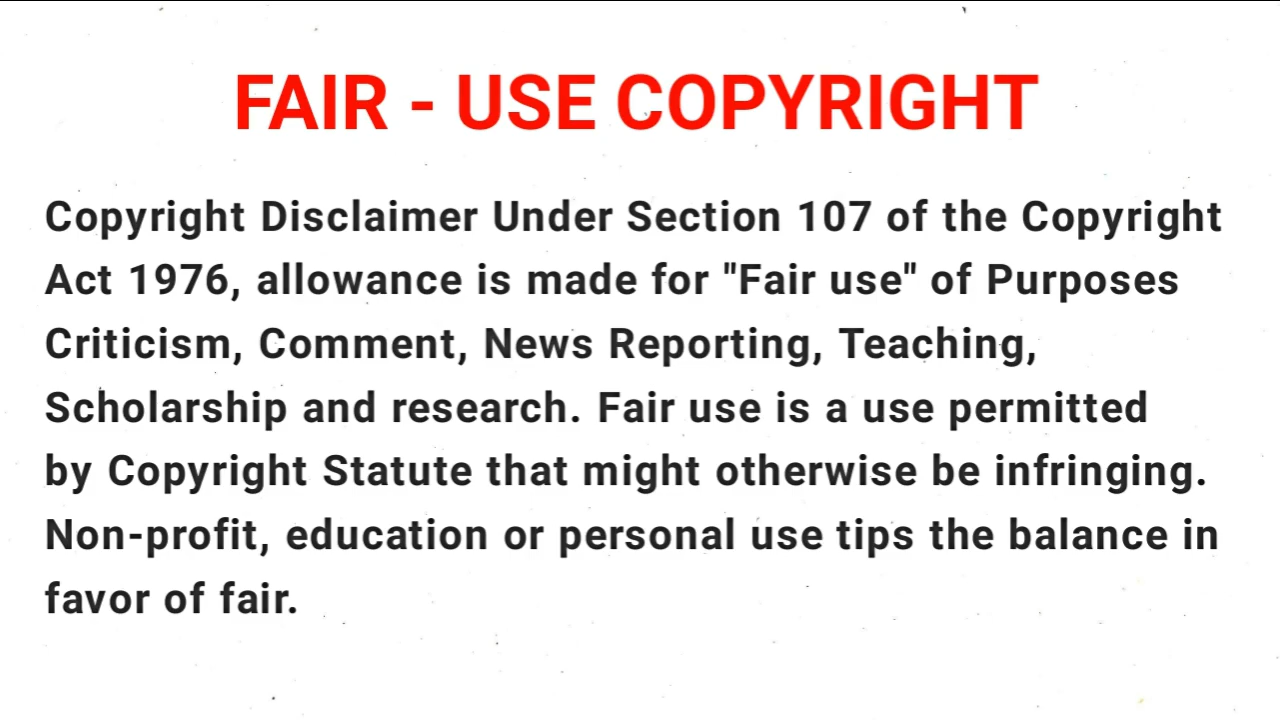 FAIR - USE COPYRIGHT
Copyright Disclaimer Under Section 107 of the Copyright
Act 1976, allowance is made for "Fair use" of Purposes
Criticism, Comment, News Reporting, Teaching,
Scholarship and research. Fair use is a use permitted
by Copyright Statute that might otherwise be infringing.
Non-profit, education or personal use tips the balance in
favor of fair.